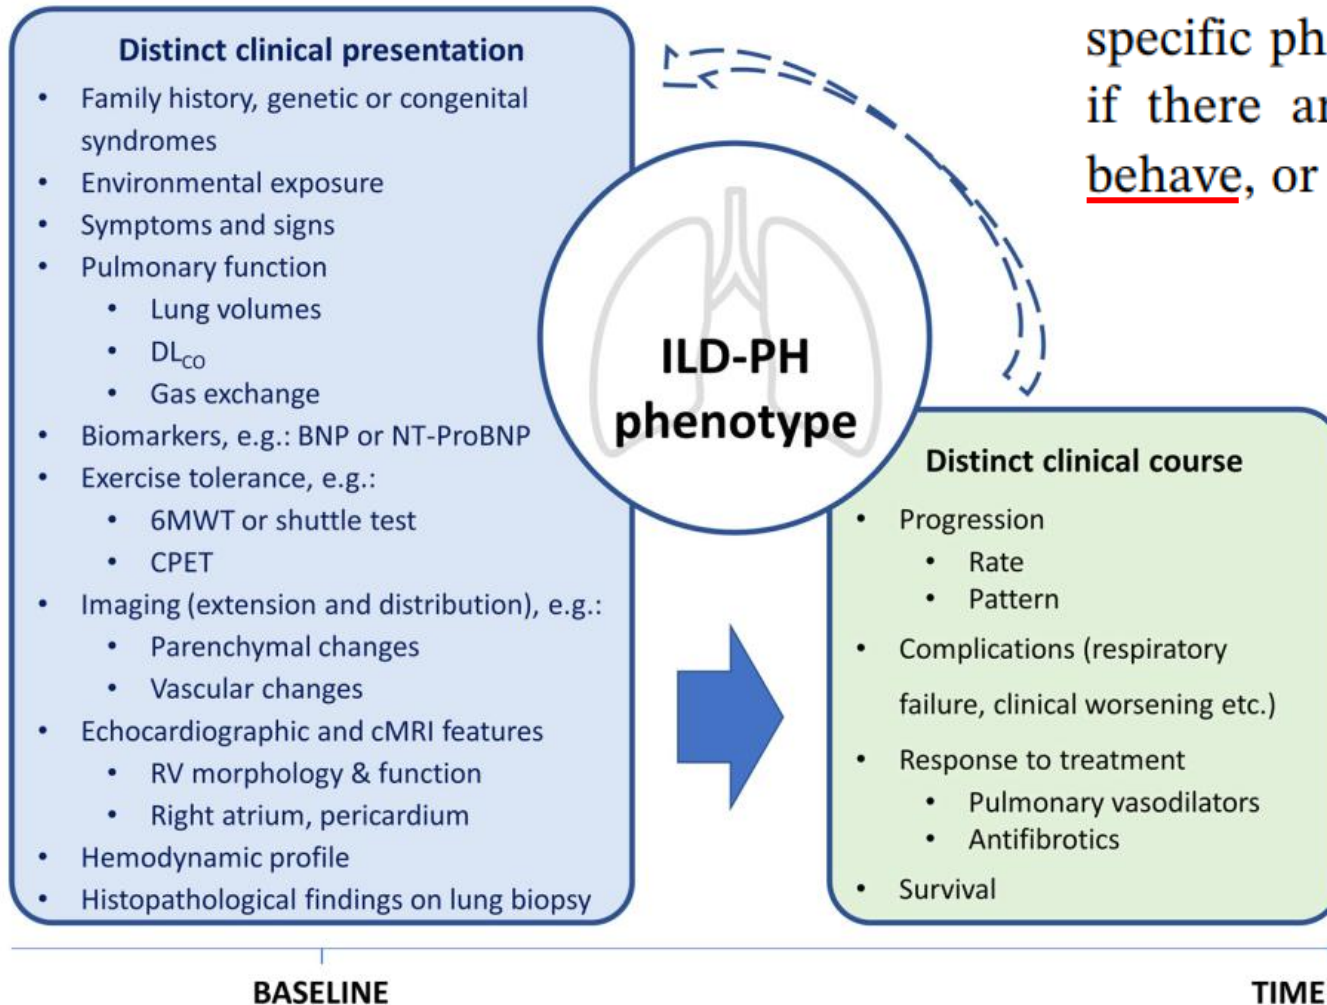 Distinct clinical presentation
• Family history, genetic or congenital
syndromes
• Environmental exposure
• Symptoms and signs
• Pulmonary function
• Lung volumes
• DLCO
• Gas exchange
• Biomarkers, e.g.: BNP or NT-ProBNP
• Exercise tolerance, e.g.:
• 6MWT or shuttle test
• CPET
• Imaging (extension and distribution), e.g.:
• Parenchymal changes
• Vascular changes
• Echocardiographic and cMRI features
• RV morphology & function
• Right atrium, pericardium
• Hemodynamic profile
• Histopathological findings on lung biopsy
ILD-PH
phenotype
specific ph
if there ar
behave, or
Distinct clinical course
• Progression
• Rate
• Pattern
• Complications (respiratory
failure, clinical worsening etc.)
• Response to treatment
• Pulmonary vasodilators
• Antifibrotics
• Survival
BASELINE
TIME